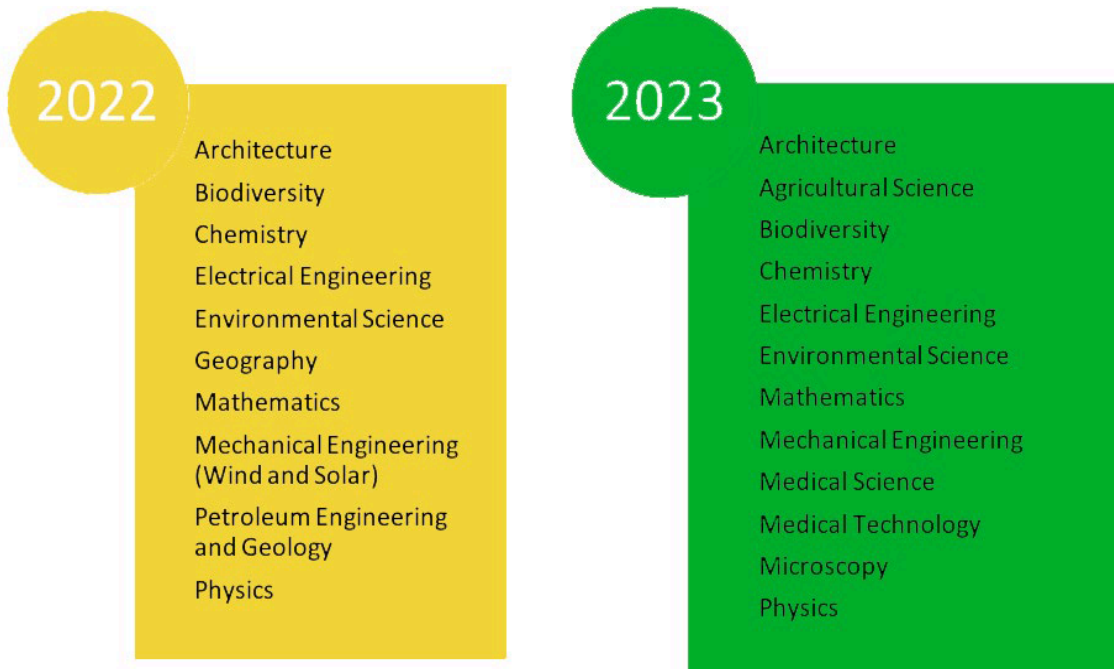 2022
Architecture
Biodiversity
Chemistry
Electrical Engineering
Environmental Science
Geography
Mathematics
Mechanical Engineering
(Wind and Solar)
Petroleum Engineering
and Geology
Physics
2023
Architecture
Agricultural Science
Biodiversity
Chemistry
Electrical Engineering
Environmental Science
Mathematics
Mechanical Engineering
Medical Science
Medical Technology
Microscopy
Physics